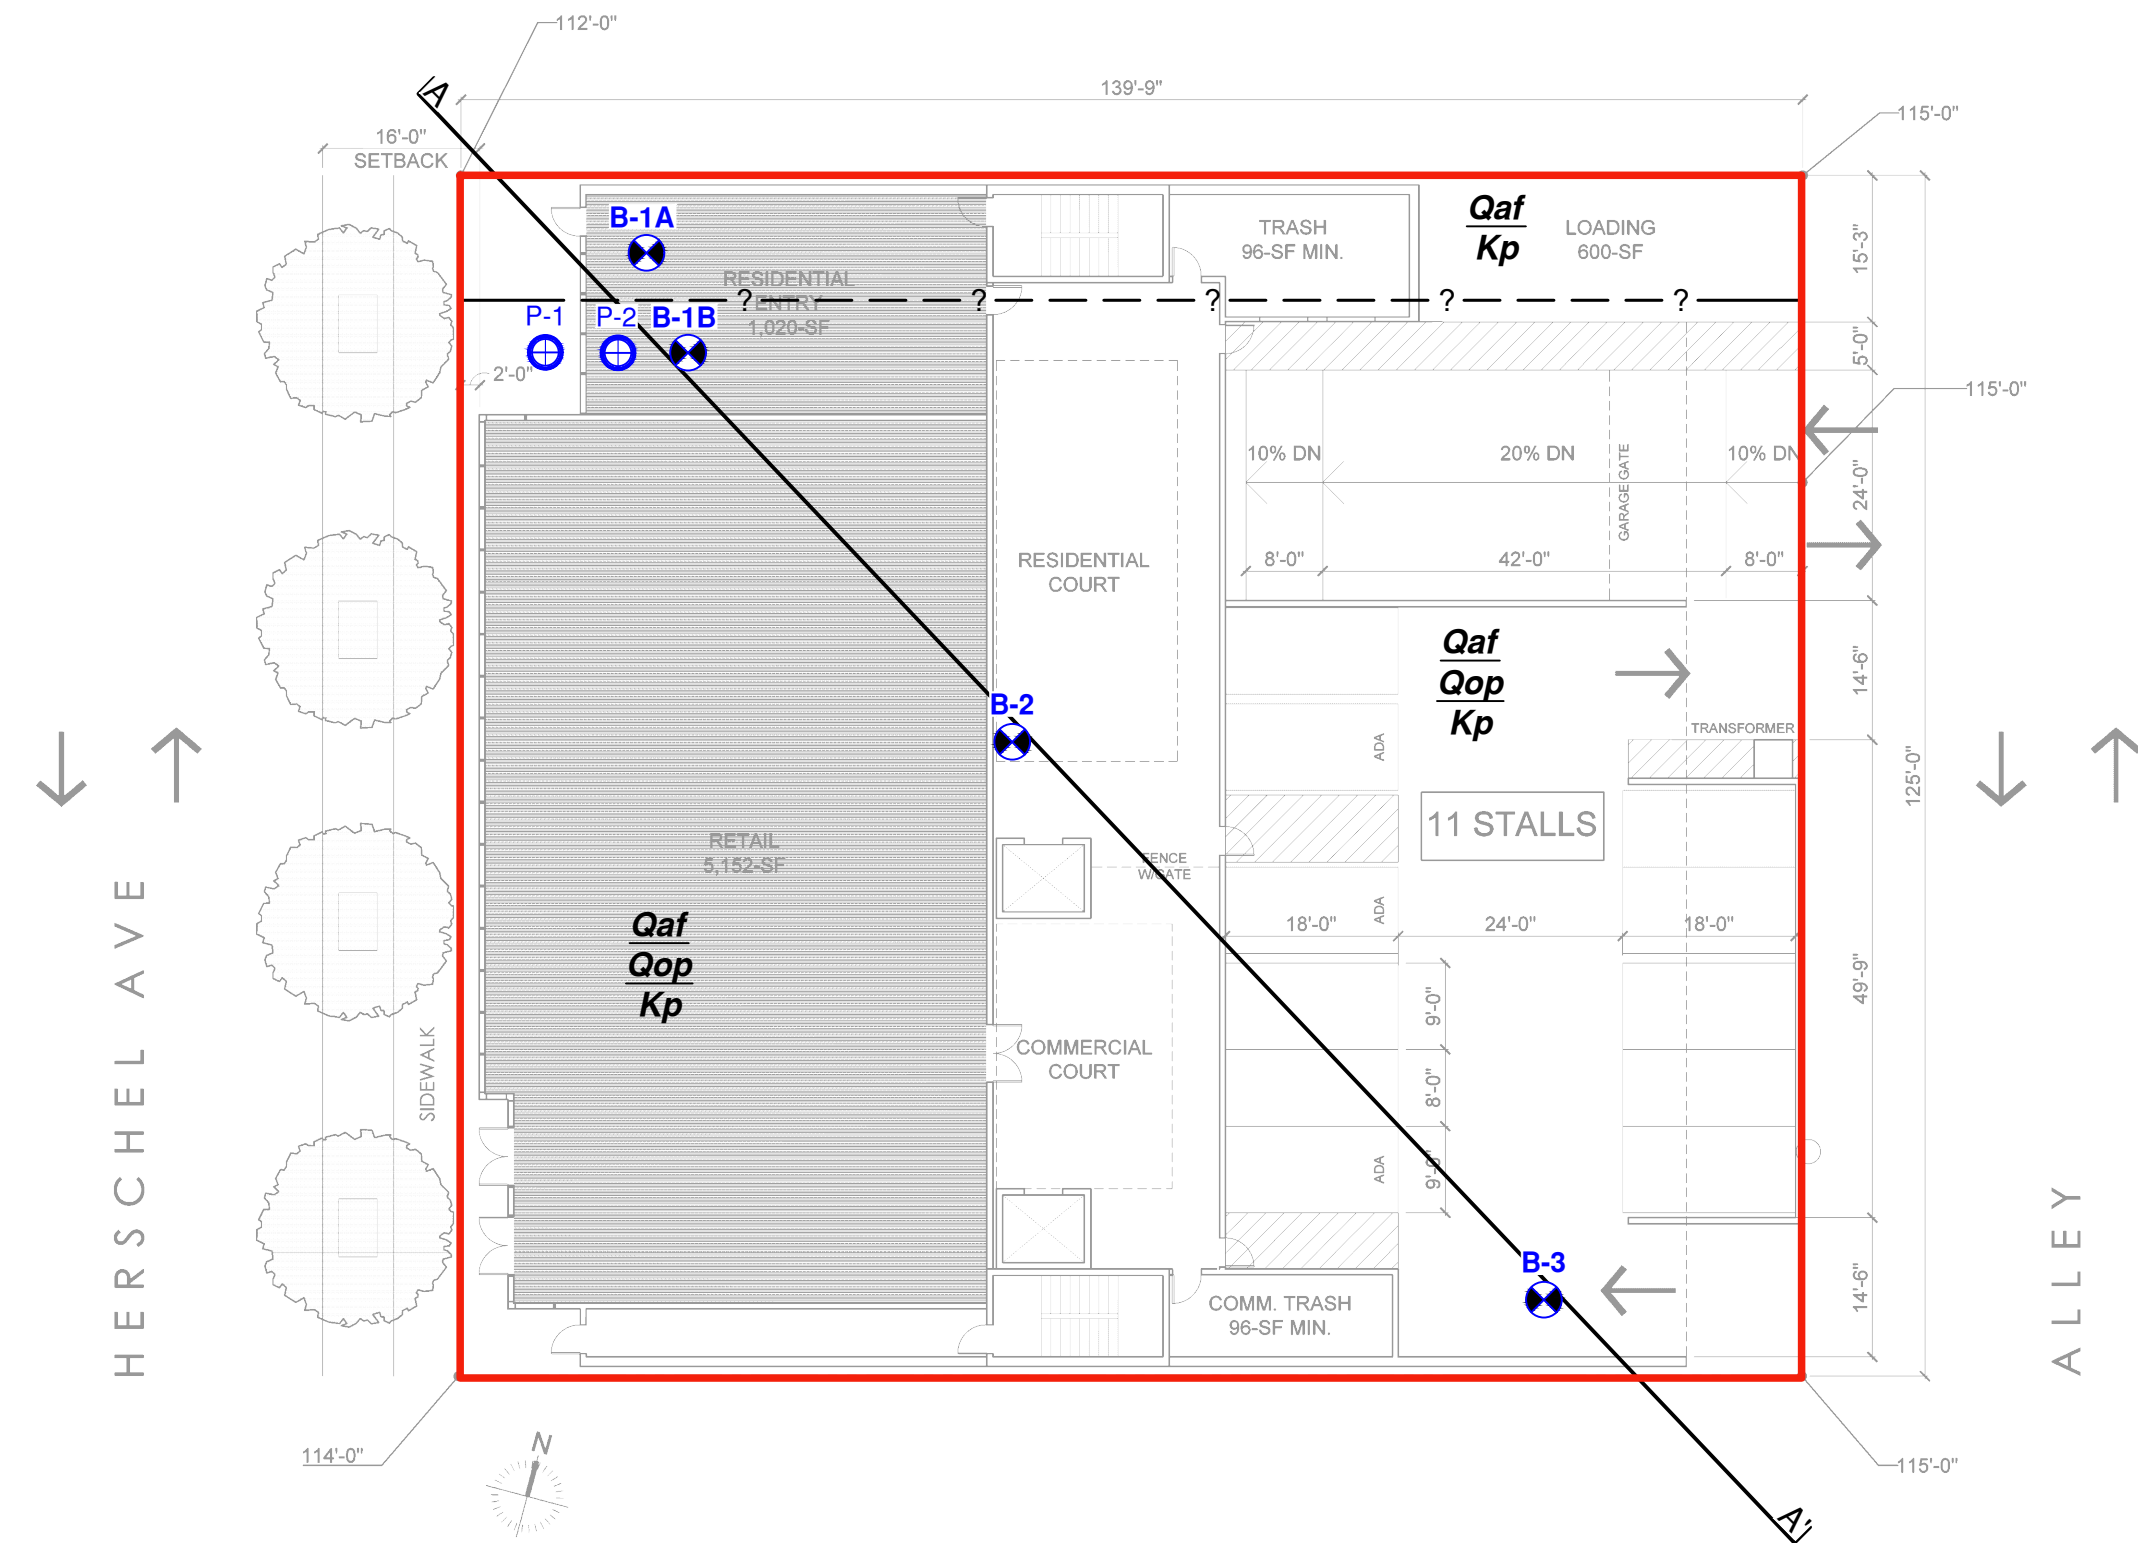 112'-0"
A
139'-9"
115'-0"
16'-0"
SETBACK
Qaf
Kp
B-1A
TRASH
96-SF MIN.
LOADING
600-SF
15'-3"
RESIDENTIAL
ENTRY
1,020-SF
? ? ? ? ?
P-1
P-2
B-1B
5'-0"
2'-0"
115'-0"
10% DN
20% DN
10% DN
GARAGE GATE
24'-0"
RESIDENTIAL
COURT
8'-0"
42'-0"
8'-0"
Qaf
Qop
Kp
14'-6"
B-2
ADA
TRANSFORMER
125'-0"
11 STALLS
RETAIL
5,152-SF
FENCE
W/GATE
ADA
18'-0"
24'-0"
18'-0"
Qaf
Qop
Kp
49'-9"
9'-0"
HERSCHEL AVE
SIDEWALK
COMMERCIAL
COURT
8'-0"
ADA
9'-0"
ALLEY
B-3
COMM. TRASH
96-SF MIN.
14'-6"
114'-0"
N
115'-0"
A'